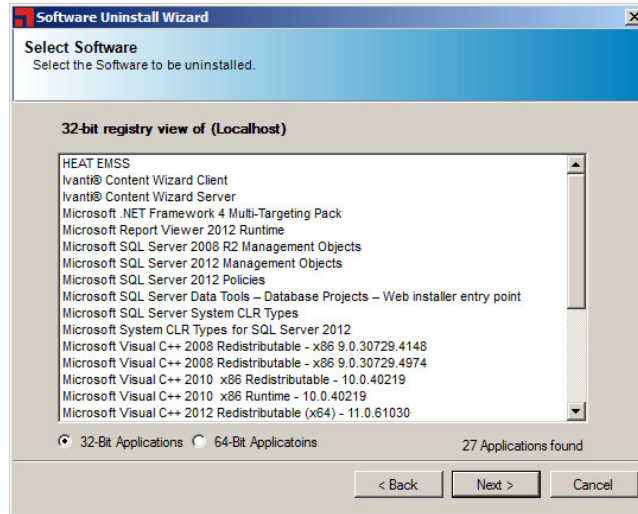 Software Uninstall Wizard
Select Software
Select the Software to be uninstalled.
32-bit registry view of (Localhost)
HEAT EMSS
Ivanti® Content Wizard Client
Ivanti® Content Wizard Server
Microsoft .NET Framework 4 Multi-Targeting Pack
Microsoft Report Viewer 2012 Runtime
Microsoft SQL Server 2008 R2 Management Objects
Microsoft SQL Server 2012 Management Objects
Microsoft SQL Server 2012 Policies
Microsoft SQL Server Data Tools – Database Projects – Web installer entry point
Microsoft SQL Server System CLR Types
Microsoft System CLR Types for SQL Server 2012
Microsoft Visual C++ 2008 Redistributable - x86 9.0.30729.4148
Microsoft Visual C++ 2008 Redistributable - x86 9.0.30729.4974
Microsoft Visual C++ 2010  x86 Redistributable - 10.0.40219
Microsoft Visual C++ 2010  x86 Runtime - 10.0.40219
Microsoft Visual C++ 2012 Redistributable (x64) - 11.0.61030
32-Bit Applications 64-Bit Applicatoins 27 Applications found
< Back Next > Cancel